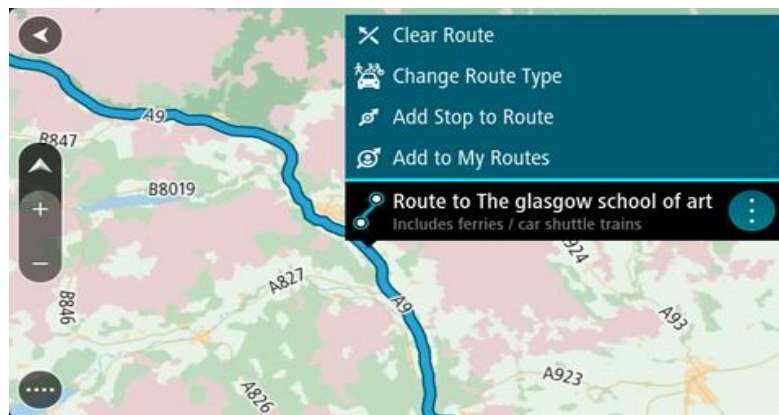 Clear Route
Change Route Type
Add Stop to Route
Add to My Routes
Route to The glasgow school of art
Includes ferries / car shuttle trains
A9
B847
B8019
A827
A9
B846
A924
A93
A923
A826